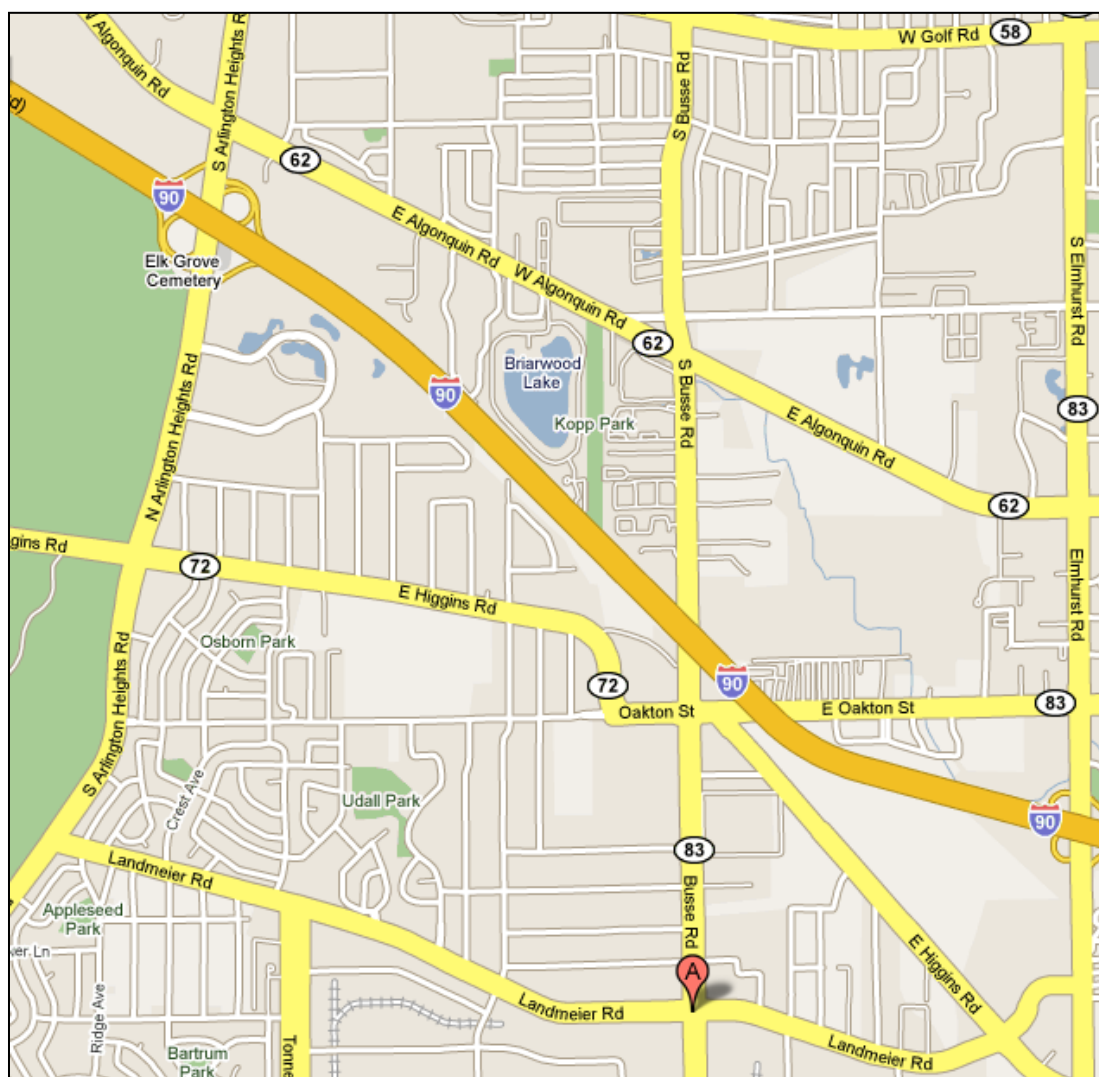 N Algonquin Rd
S Arlington Heights Rd
S Busse Rd
W Golf Rd
58
62
90
Elk Grove
Cemetery
E Algonquin Rd
W Algonquin Rd
62
S Elmhurst Rd
N Arlington Heights Rd
90
Briarwood
Lake
Kopp Park
S Busse Rd
E Algonquin Rd
83
62
72
E Higgins Rd
Elmhurst Rd
Osborn Park
S Arlington Heights Rd
72
90
Oakton St
E Oakton St
83
Crest Ave
Udall Park
90
Landmeier Rd
83
Busse Rd
Appleseed
Park
Ridge Ave
E Higgins Rd
A
Landmeier Rd
Landmeier Rd
Bartrum
Park